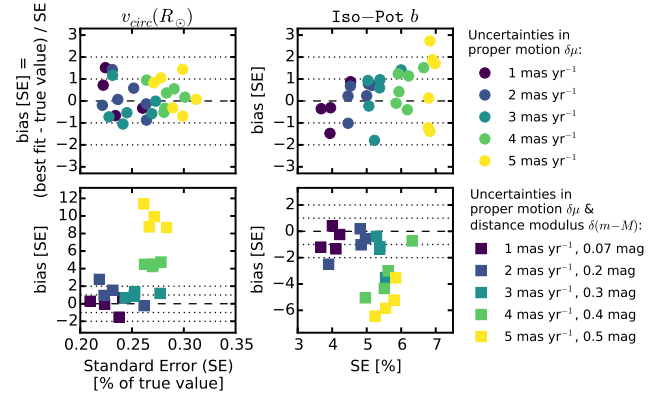 v_circ(R_⊙)
Iso−Pot b
bias [SE] =
(best fit - true value) / SE
3
2
1
0
−1
−2
−3
3
2
1
0
−1
−2
−3
Uncertainties in
proper motion δμ:
1 mas yr⁻¹
2 mas yr⁻¹
3 mas yr⁻¹
4 mas yr⁻¹
5 mas yr⁻¹
bias [SE]
12
10
8
6
4
2
0
−2
bias [SE]
2
0
−2
−4
−6
Uncertainties in
proper motion δμ &
distance modulus δ(m−M):
1 mas yr⁻¹, 0.07 mag
2 mas yr⁻¹, 0.2 mag
3 mas yr⁻¹, 0.3 mag
4 mas yr⁻¹, 0.4 mag
5 mas yr⁻¹, 0.5 mag
0.20 0.25 0.30 0.35
3 4 5 6 7
Standard Error (SE)
[% of true value]
SE [%]